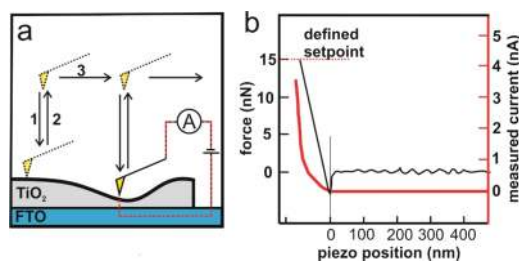 a
3
1
2
A
TiO₂
FTO
b
defined
setpoint
force (nN)
15
10
5
0
measured current (nA)
5
4
3
2
1
0
0 100 200 300 400
piezo position (nm)